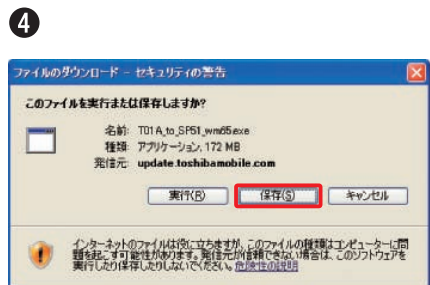 4
ファイルのダウンロード - セキュリティの警告
このファイルを実行または保存しますか?
名前: T01A_to_SP51_wm65.exe
種類: アプリケーション, 172 MB
発信元: update.toshibamobile.com
実行(R) 保存(S) キャンセル
インターネットのファイルは役に立ちますが、このファイルの種類はコンピューターに問
題を起こす可能性があります。発信元が信頼できない場合は、このソフトウェアを
実行したり保存したりしないでください。危険性の説明